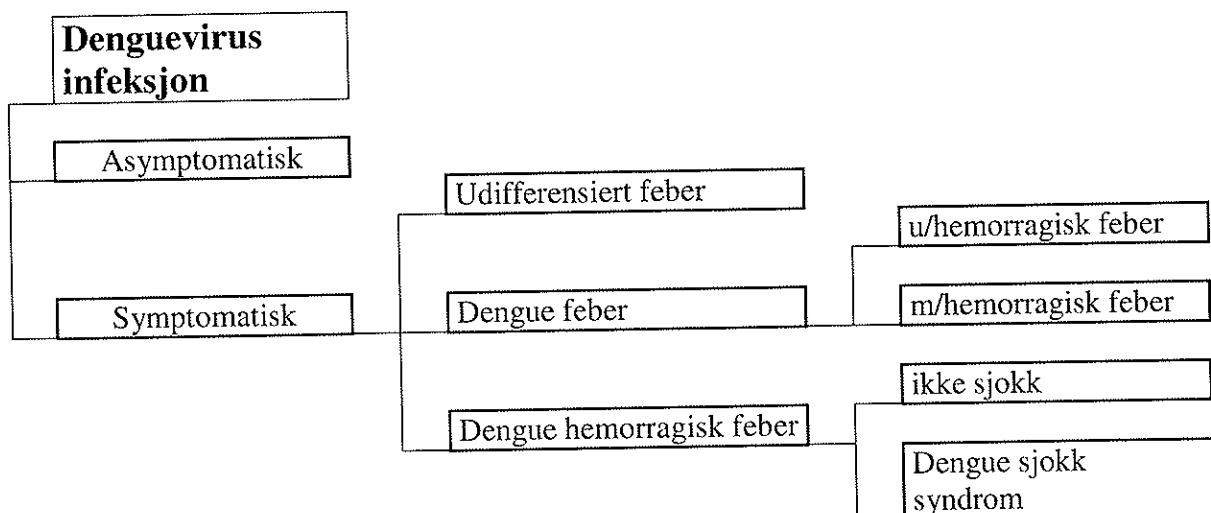 Denguevirus
infeksjon
Asymptomatisk
Symptomatisk
Udifferensiert feber
Dengue feber
Dengue hemorragisk feber
u/hemorragisk feber
m/hemorragisk feber
ikke sjokk
Dengue sjokk
syndrom